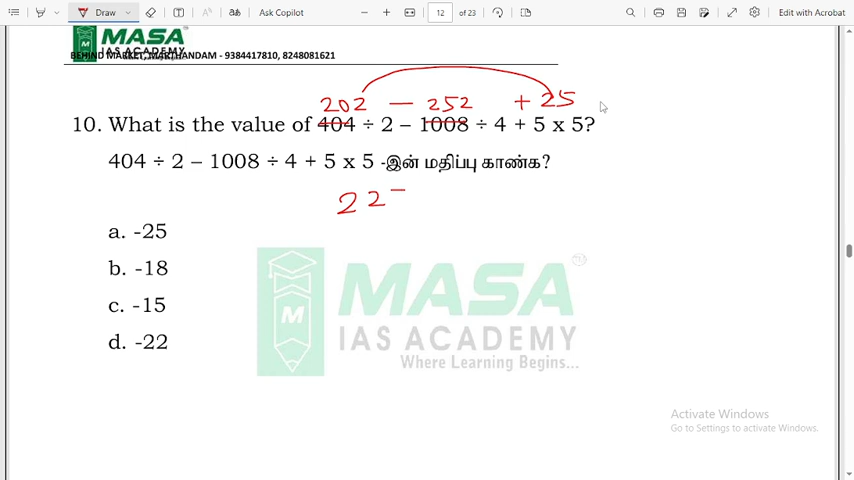 Draw
Ask Copilot
12 of 23
Edit with Acrobat
MASA
IAS ACADEMY
BEHIND MARKET, MARTHANDAM - 9384417810, 8248081621
202 — 252 + 25
10. What is the value of 404 ÷ 2 – 1008 ÷ 4 + 5 x 5?
404 ÷ 2 – 1008 ÷ 4 + 5 x 5 -இன் மதிப்பு காண்க?
22
a. -25
b. -18
c. -15
d. -22
M
MASA
IAS ACADEMY
Where Learning Begins...
Activate Windows
Go to Settings to activate Windows.